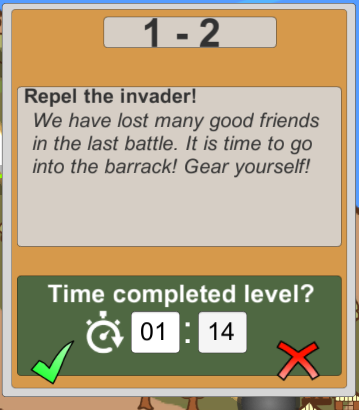 1 - 2
Repel the invader!
We have lost many good friends
in the last battle. It is time to go
into the barrack! Gear yourself!
Time completed level?
01 : 14